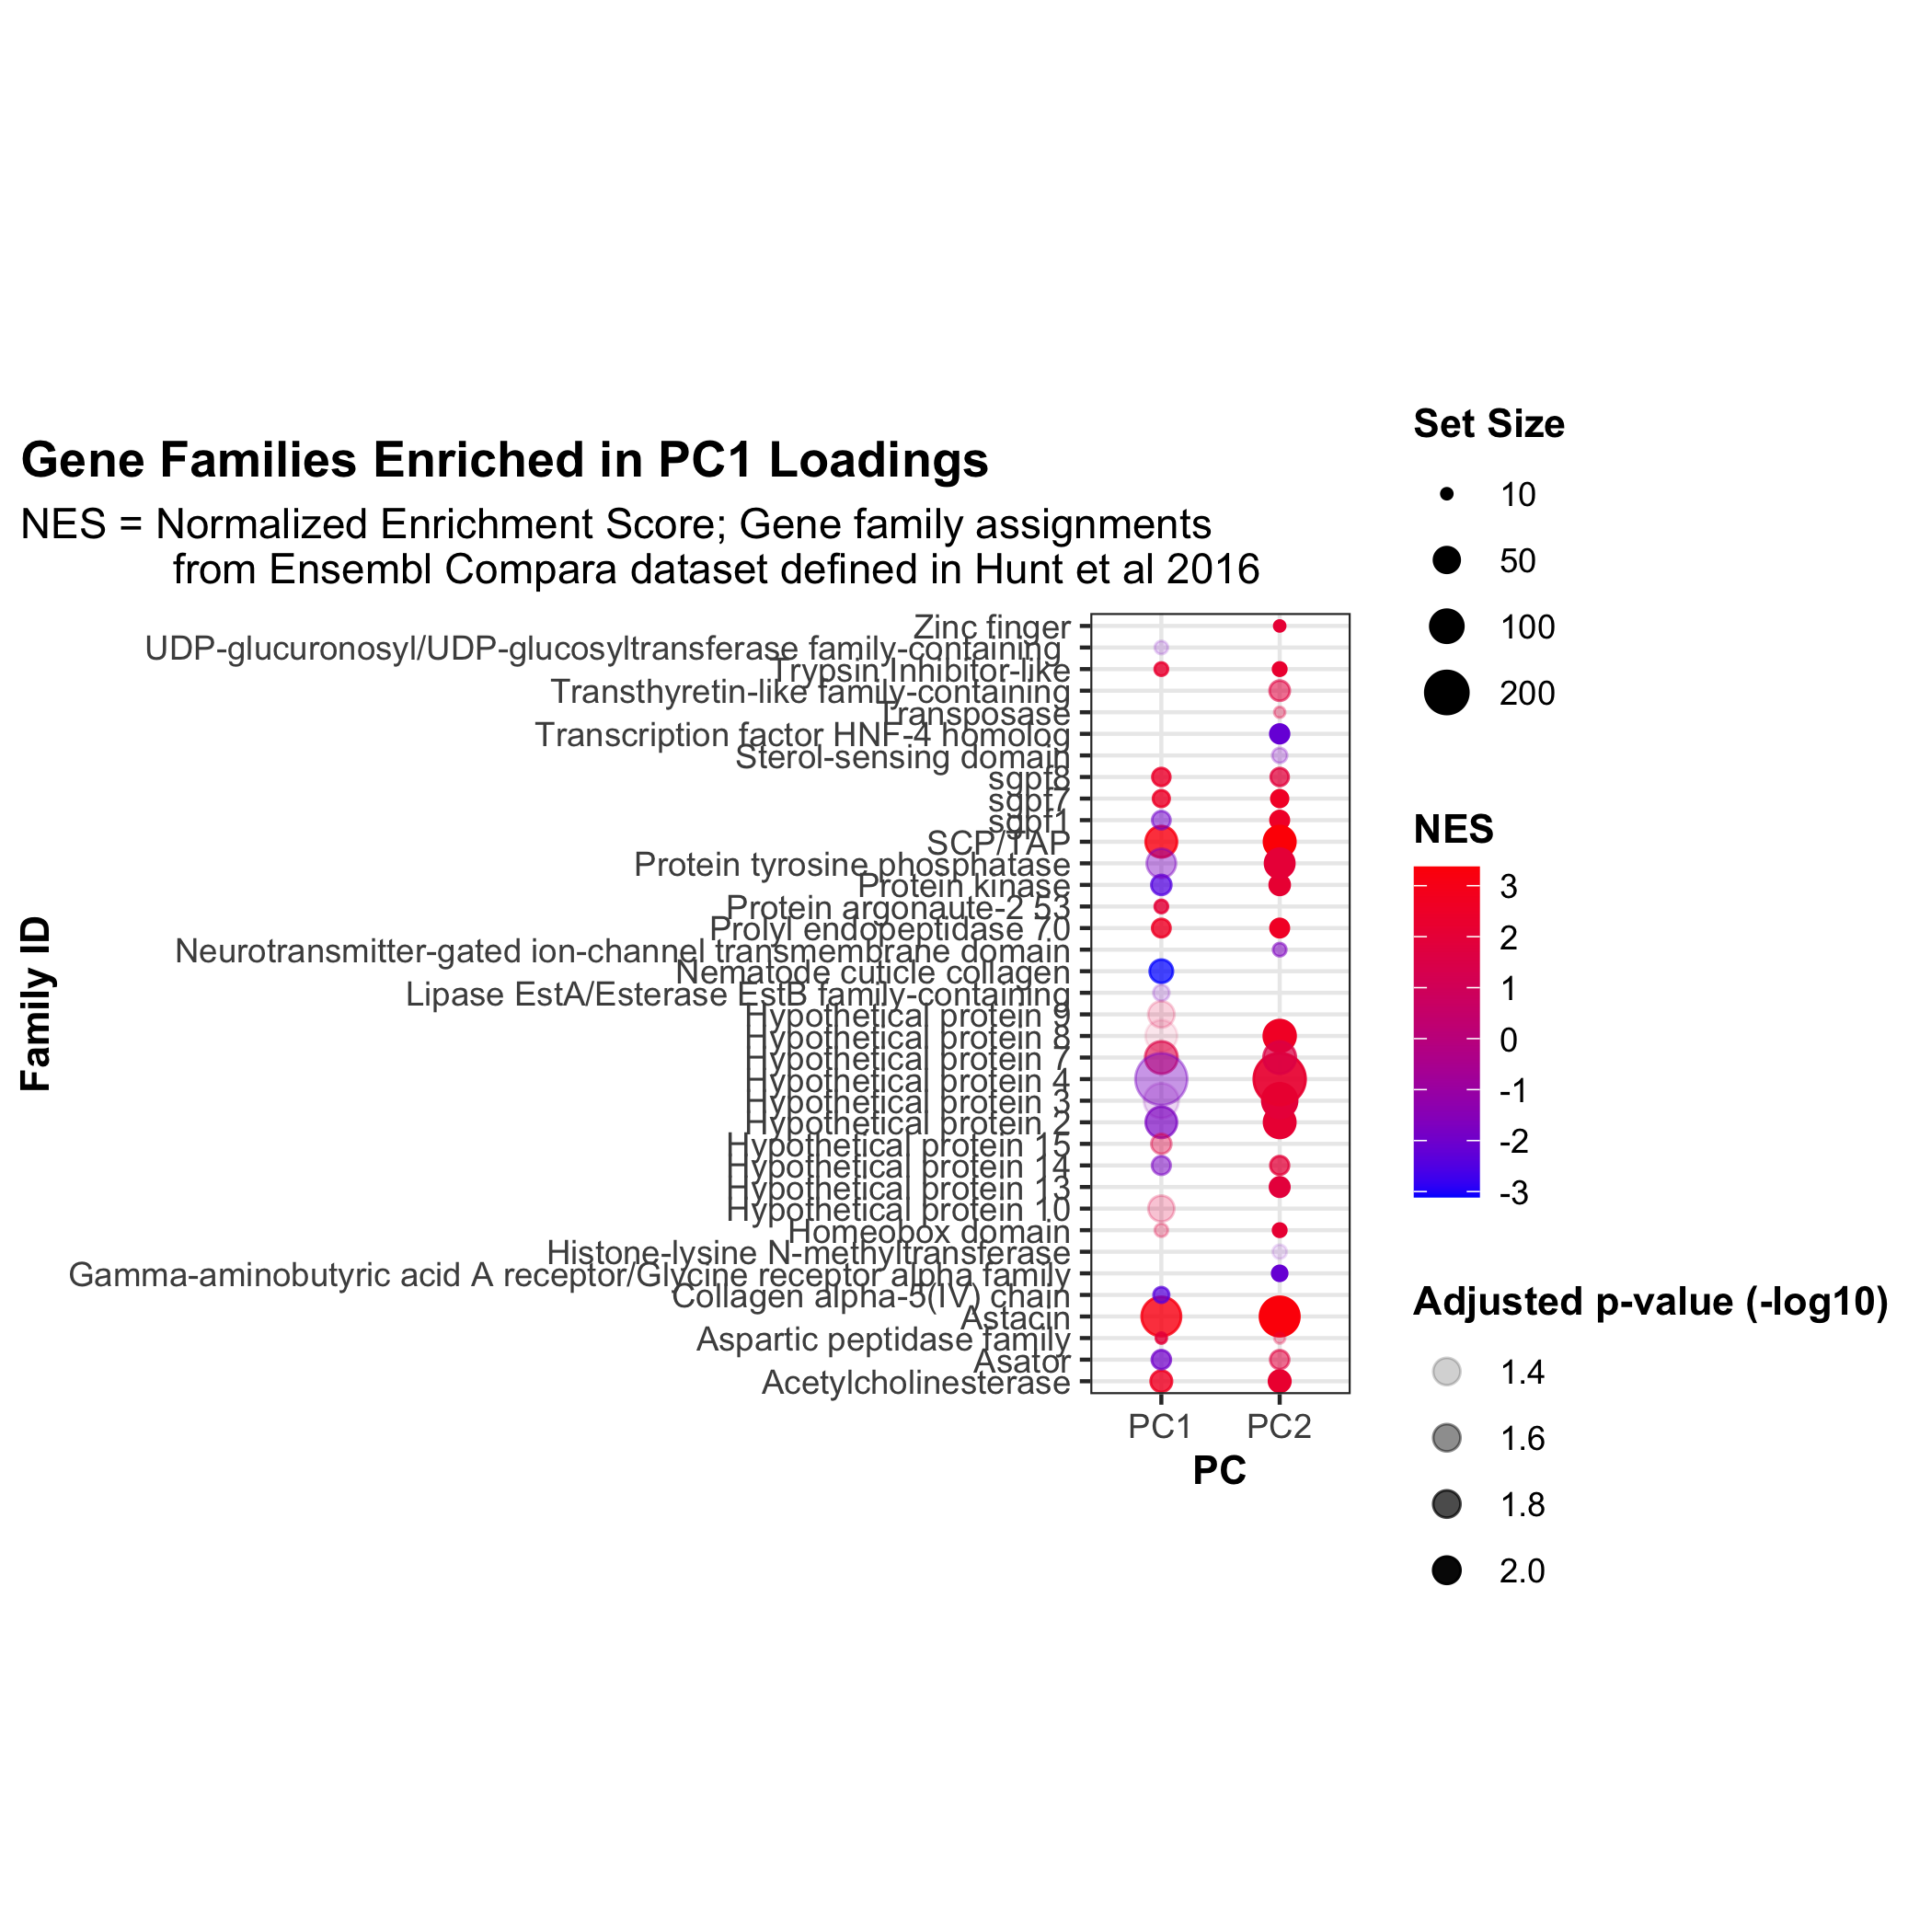 Gene Families Enriched in PC1 Loadings
NES = Normalized Enrichment Score; Gene family assignments
from Ensembl Compara dataset defined in Hunt et al 2016
Family ID
Zinc finger
UDP-glucuronosyl/UDP-glucosyltransferase family-containing
Trypsin Inhibitor-like
Transthyretin-like family-containing
Transposase
Transcription factor HNF-4 homolog
Sterol-sensing domain
sgpf8
sgpf7
sgpf1
SCP/TAP
Protein tyrosine phosphatase
Protein kinase
Protein argonaute-2 53
Prolyl endopeptidase 70
Neurotransmitter-gated ion-channel transmembrane domain
Nematode cuticle collagen
Lipase EstA/Esterase EstB family-containing
Hypothetical protein 9
Hypothetical protein 8
Hypothetical protein 7
Hypothetical protein 4
Hypothetical protein 3
Hypothetical protein 2
Hypothetical protein 15
Hypothetical protein 14
Hypothetical protein 13
Hypothetical protein 10
Homeobox domain
Histone-lysine N-methyltransferase
Gamma-aminobutyric acid A receptor/Glycine receptor alpha family
Collagen alpha-5(IV) chain
Astacin
Aspartic peptidase family
Asator
Acetylcholinesterase
PC1 PC2
PC
Set Size
10
50
100
200
NES
3
2
1
0
-1
-2
-3
Adjusted p-value (-log10)
1.4
1.6
1.8
2.0